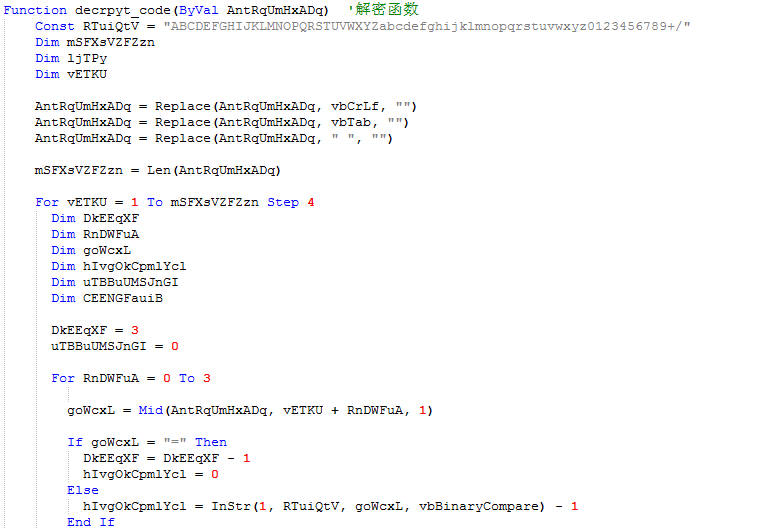 Function decrpyt_code(ByVal AntRqUmHxADq)  '解密函数
    Const RTuiQtV = "ABCDEFGHIJKLMNOPQRSTUVWXYZabcdefghijklmnopqrstuvwxyz0123456789+/"
    Dim mSFXsVZFZzn
    Dim ljTPy
    Dim vETKU
    AntRqUmHxADq = Replace(AntRqUmHxADq, vbCrLf, "")
    AntRqUmHxADq = Replace(AntRqUmHxADq, vbTab, "")
    AntRqUmHxADq = Replace(AntRqUmHxADq, " ", "")
    mSFXsVZFZzn = Len(AntRqUmHxADq)
    For vETKU = 1 To mSFXsVZFZzn Step 4
      Dim DkEEqXF
      Dim RnDWFuA
      Dim goWcxL
      Dim hIvgOkCpmlYcl
      Dim uTBBuUMSJnGI
      Dim CEENGFauiB
      DkEEqXF = 3
      uTBBuUMSJnGI = 0
      For RnDWFuA = 0 To 3
        goWcxL = Mid(AntRqUmHxADq, vETKU + RnDWFuA, 1)
        If goWcxL = "=" Then
          DkEEqXF = DkEEqXF - 1
          hIvgOkCpmlYcl = 0
        Else
          hIvgOkCpmlYcl = InStr(1, RTuiQtV, goWcxL, vbBinaryCompare) - 1
        End If